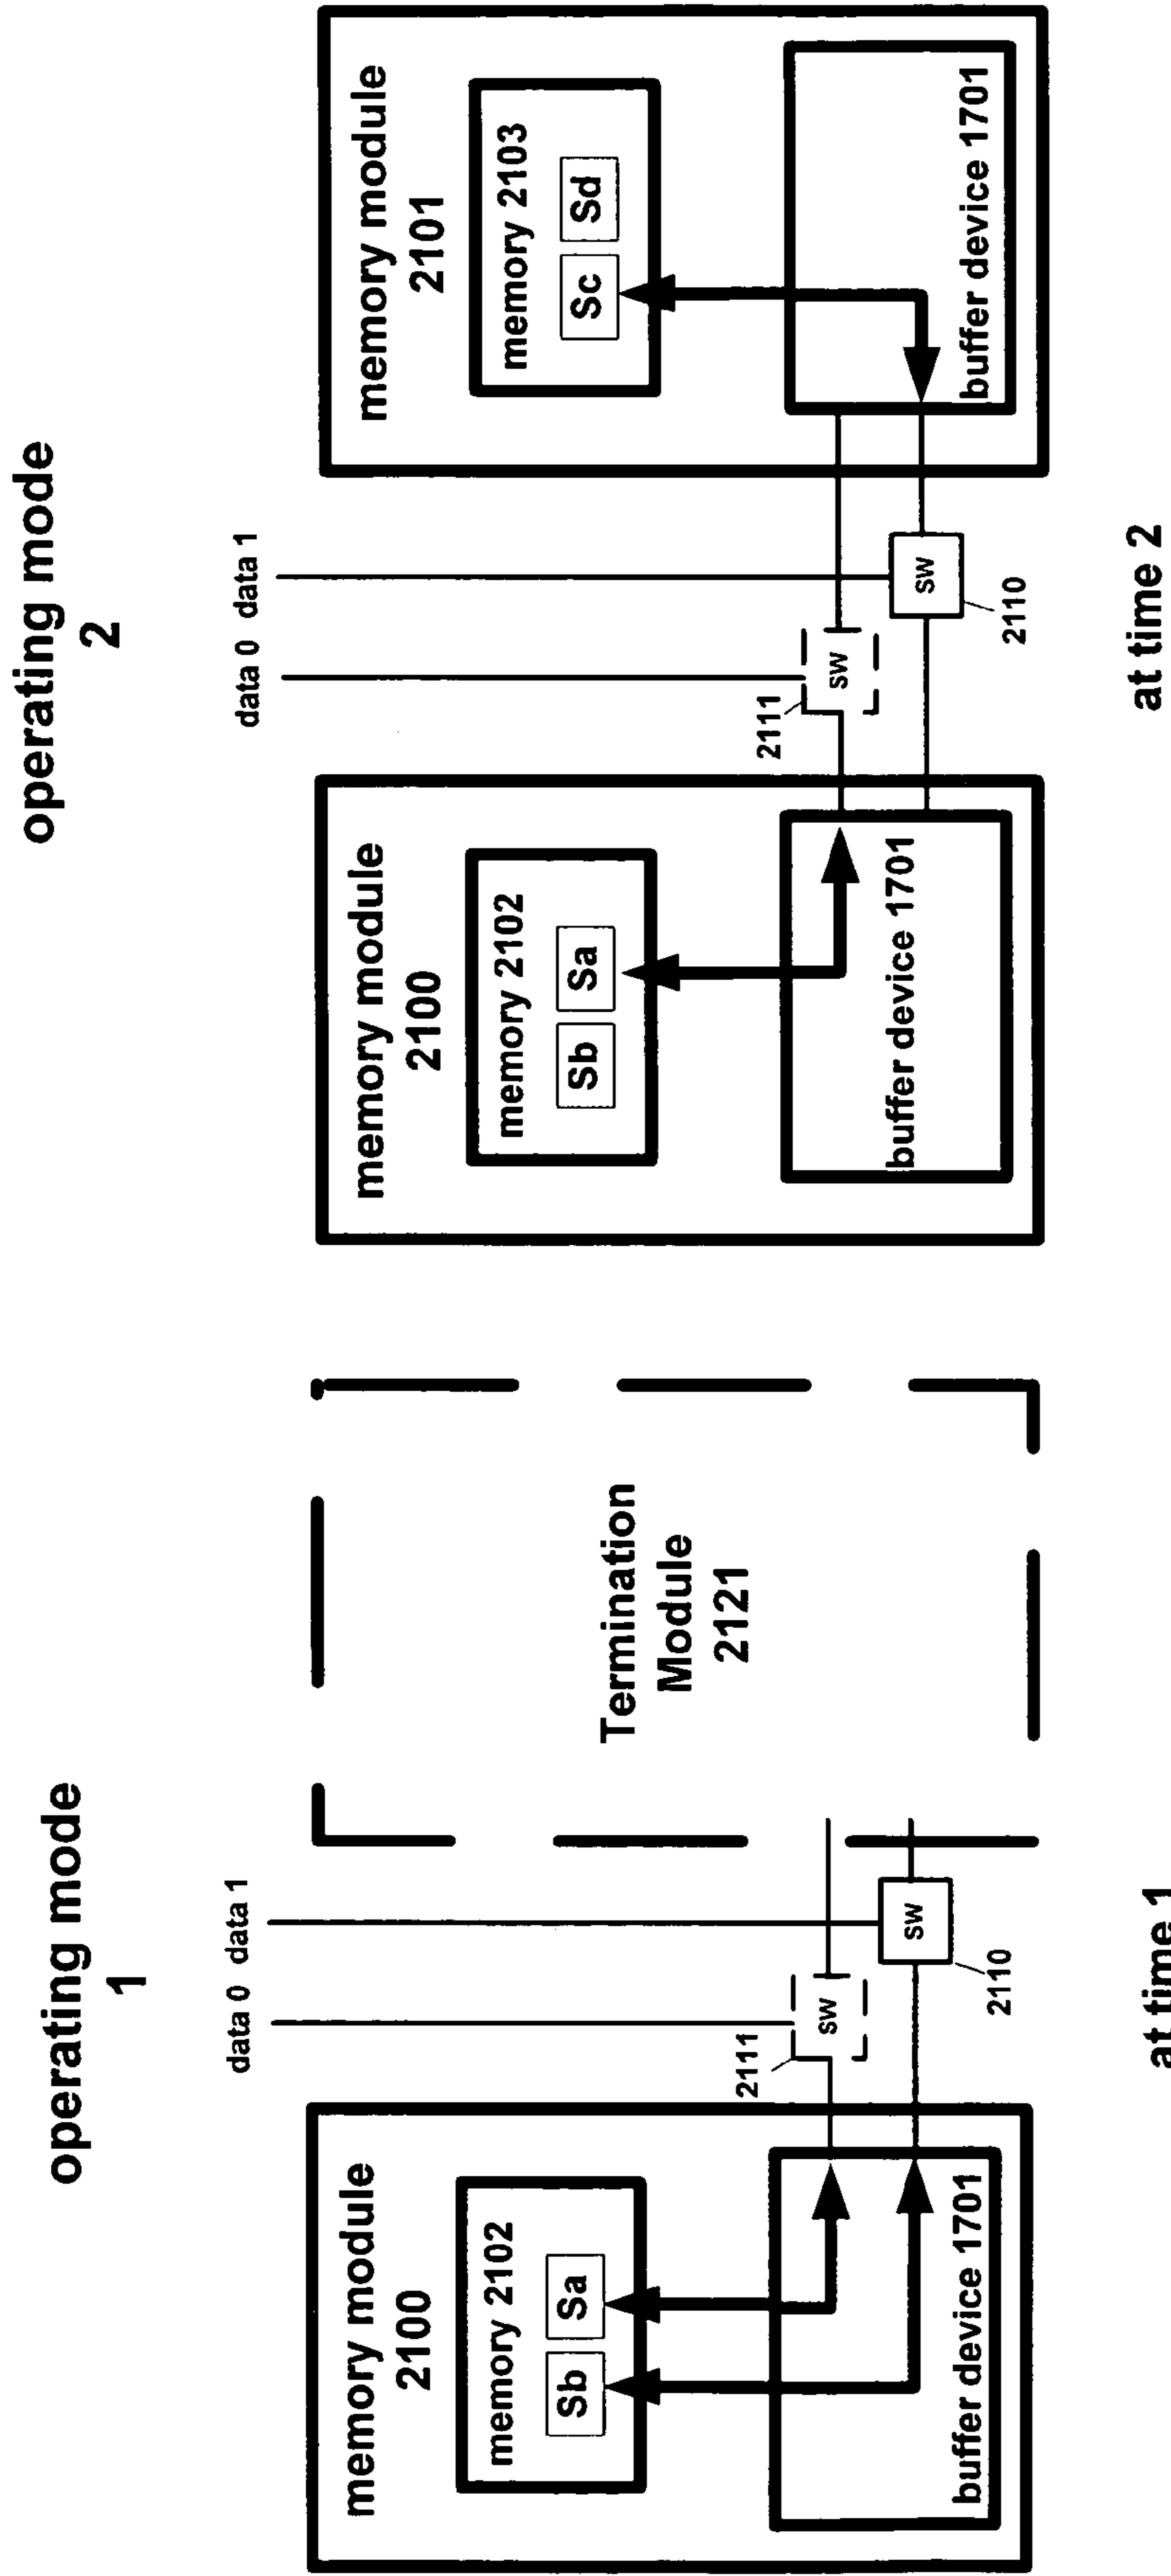 operating mode
1
data 0 data 1
memory module
2100
memory 2102
Sb Sa
buffer device 1701
2111
sw
sw
2110
Termination
Module
2121
at time 1
operating mode
2
data 0 data 1
memory module
2100
memory 2102
Sb Sa
buffer device 1701
2111
sw
sw
2110
memory module
2101
memory 2103
Sc Sd
buffer device 1701
at time 2